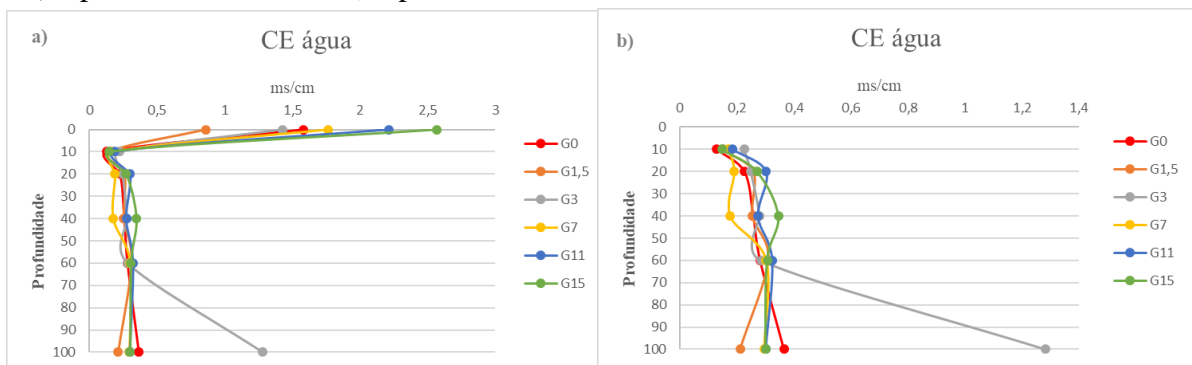 a)
CE água
ms/cm
0 0,5 1 1,5 2 2,5 3
0
10
20
30
40
50
60
70
80
90
100
Profundidade
G0
G1,5
G3
G7
G11
G15
b)
CE água
ms/cm
0 0,2 0,4 0,6 0,8 1 1,2 1,4
0
10
20
30
40
50
60
70
80
90
100
Profundidade
G0
G1,5
G3
G7
G11
G15